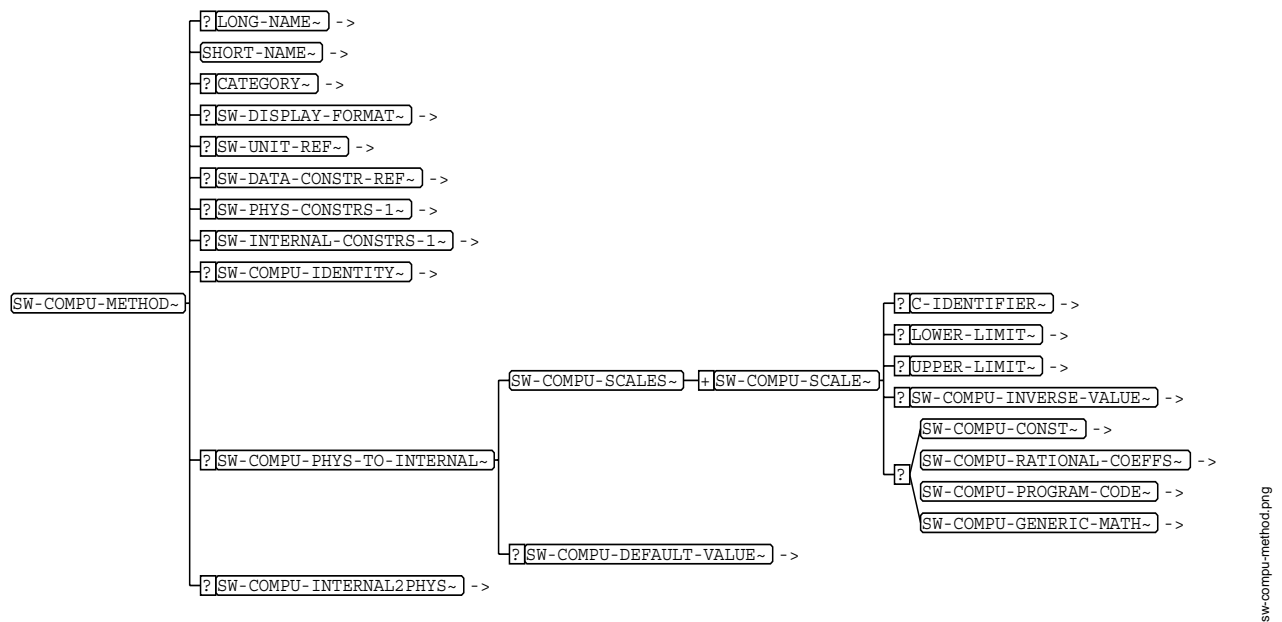 ? LONG-NAME~ ->
SHORT-NAME~ ->
? CATEGORY~ ->
? SW-DISPLAY-FORMAT~ ->
? SW-UNIT-REF~ ->
? SW-DATA-CONSTR-REF~ ->
? SW-PHYS-CONSTRS-1~ ->
? SW-INTERNAL-CONSTRS-1~ ->
? SW-COMPU-IDENTITY~ ->
SW-COMPU-METHOD~
? C-IDENTIFIER~ ->
? LOWER-LIMIT~ ->
? UPPER-LIMIT~ ->
SW-COMPU-SCALES~ + SW-COMPU-SCALE~
? SW-COMPU-INVERSE-VALUE~ ->
SW-COMPU-CONST~ ->
? SW-COMPU-PHYS-TO-INTERNAL~
SW-COMPU-RATIONAL-COEFFS~ ->
?
SW-COMPU-PROGRAM-CODE~ ->
SW-COMPU-GENERIC-MATH~ ->
? SW-COMPU-DEFAULT-VALUE~ ->
? SW-COMPU-INTERNAL2PHYS~ ->
sw-compu-method.png